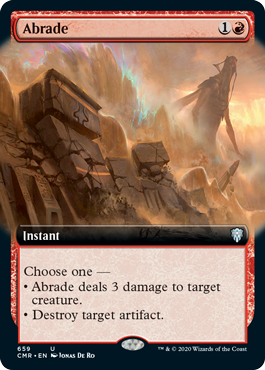 Abrade 1
Instant
Choose one —
• Abrade deals 3 damage to target
creature.
• Destroy target artifact.
659 U
CMR • EN Jonas De Ro
™ & © 2020 Wizards of the Coast